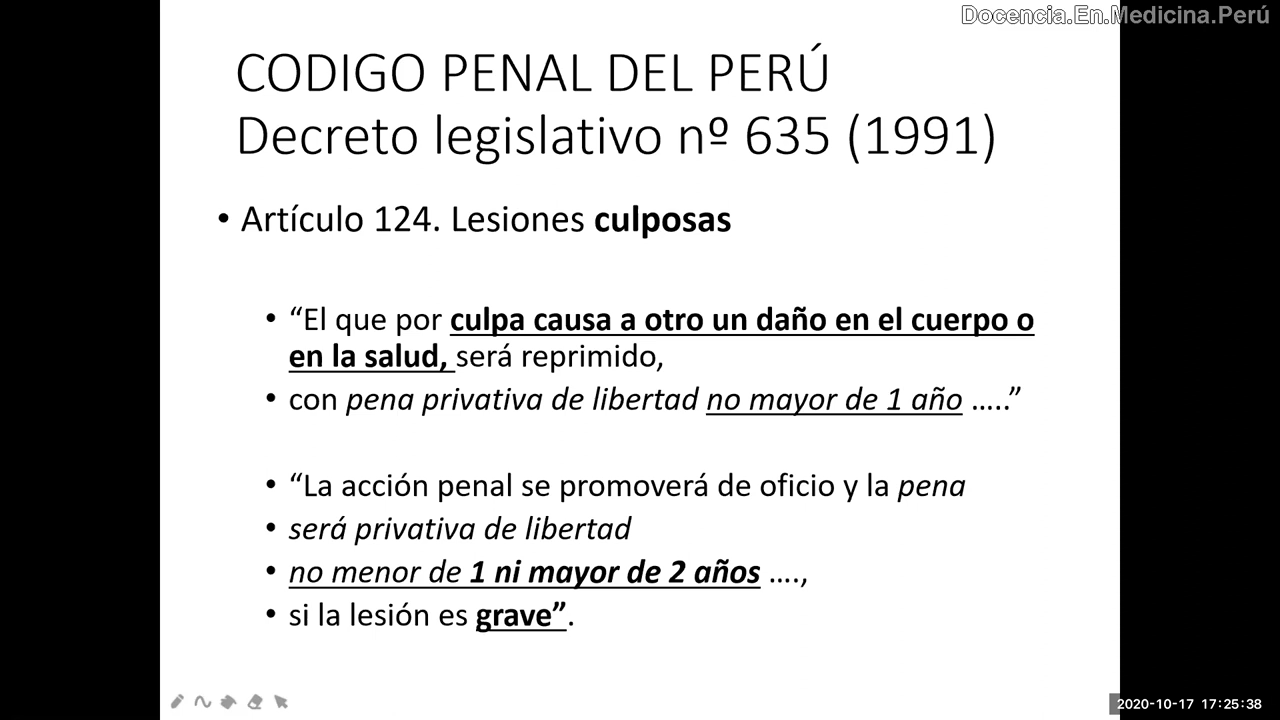 Docencia.En.Medicina.Perú
CODIGO PENAL DEL PERÚ
Decreto legislativo nº 635 (1991)
• Artículo 124. Lesiones culposas
• “El que por culpa causa a otro un daño en el cuerpo o
en la salud, será reprimido,
• con pena privativa de libertad no mayor de 1 año …..”
• “La acción penal se promoverá de oficio y la pena
• será privativa de libertad
• no menor de 1 ni mayor de 2 años ….,
• si la lesión es grave”.
2020-10-17 17:25:38